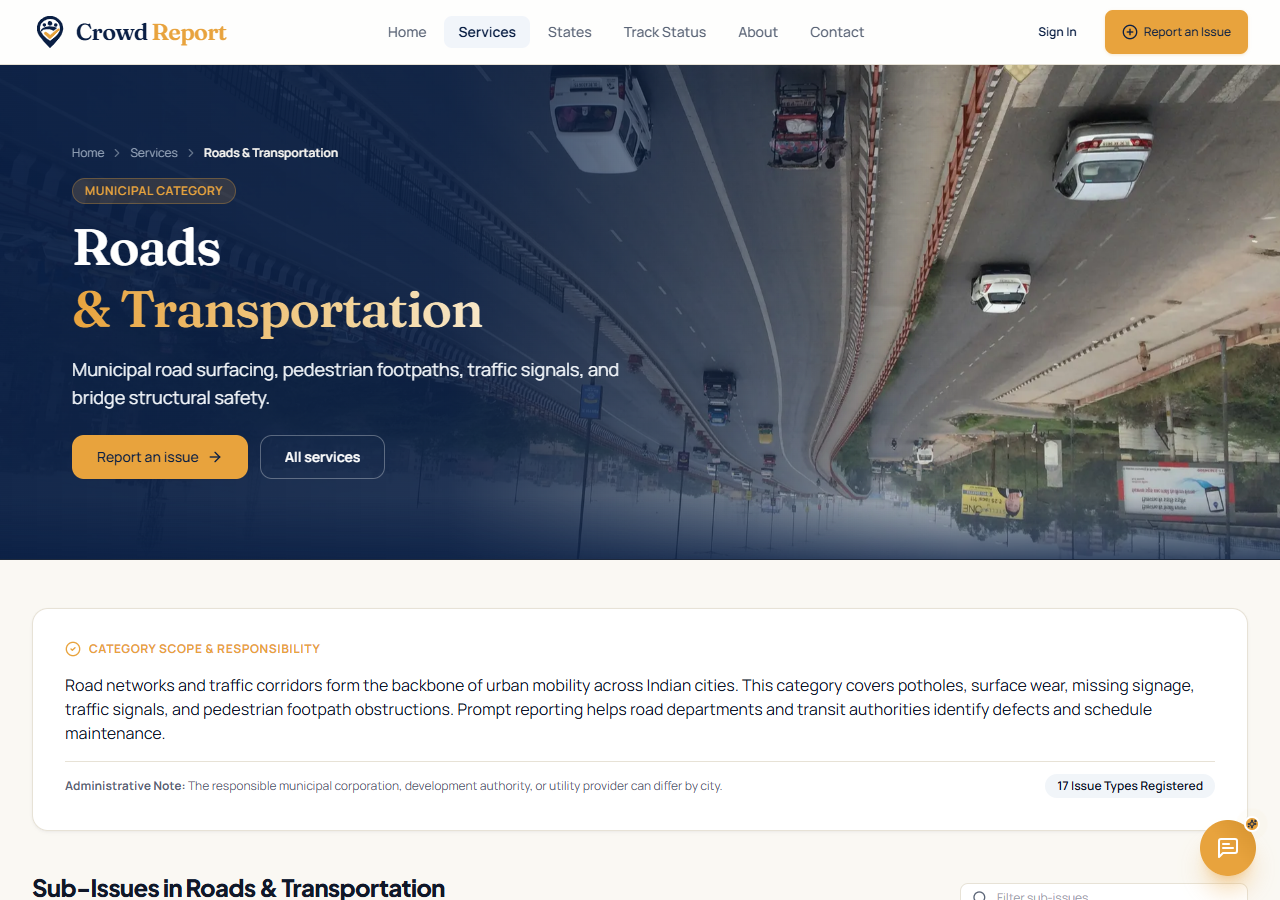 Crowd Report
Home
Services
States
Track Status
About
Contact
Sign In
Report an Issue
Home
Services
Roads & Transportation
MUNICIPAL CATEGORY
Roads
& Transportation
Municipal road surfacing, pedestrian footpaths, traffic signals, and
bridge structural safety.
Report an issue
All services
CATEGORY SCOPE & RESPONSIBILITY
Road networks and traffic corridors form the backbone of urban mobility across Indian cities. This category covers potholes, surface wear, missing signage,
traffic signals, and pedestrian footpath obstructions. Prompt reporting helps road departments and transit authorities identify defects and schedule
maintenance.
Administrative Note: The responsible municipal corporation, development authority, or utility provider can differ by city.
17 Issue Types Registered
Sub-Issues in Roads & Transportation
Filter sub-issues